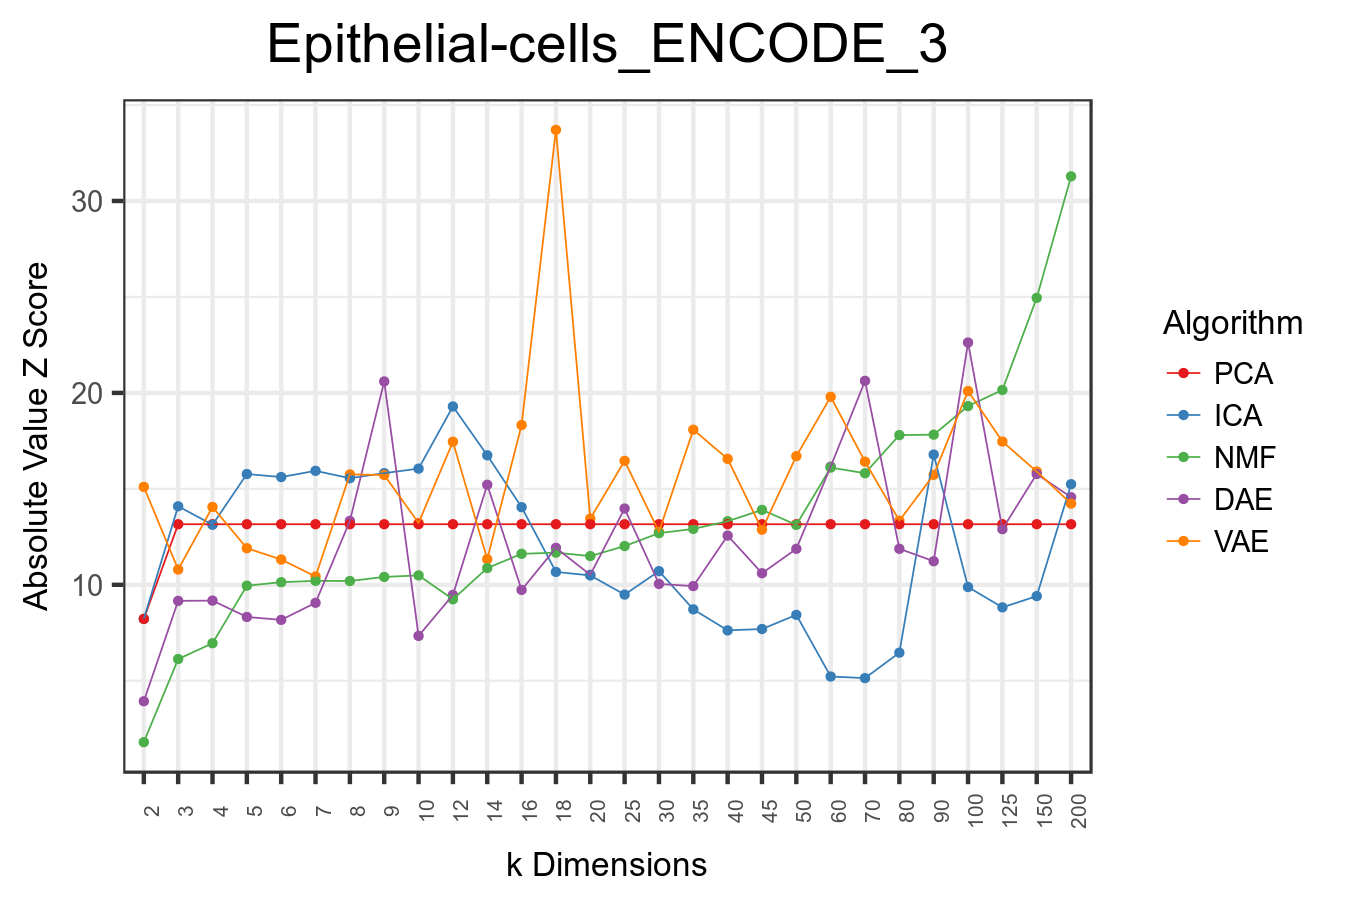 Epithelial-cells_ENCODE_3
Absolute Value Z Score
30
20
10
2 3 4 5 6 7 8 9 10 12 14 16 18 20 25 30 35 40 45 50 60 70 80 90 100 125 150 200
k Dimensions
Algorithm
PCA
ICA
NMF
DAE
VAE